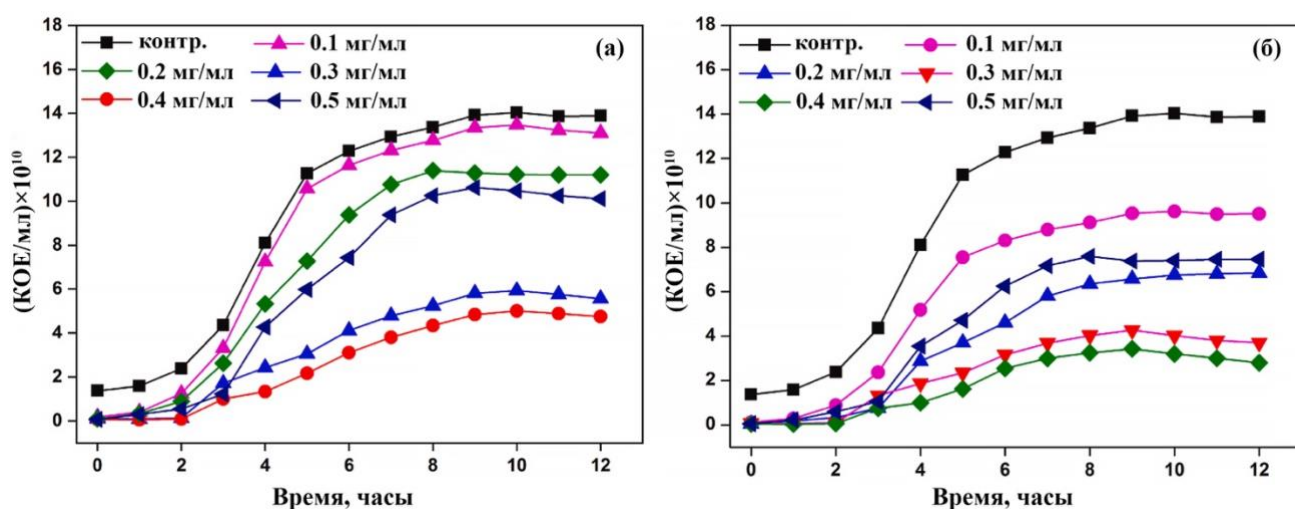 (а)
контр.
0.1 мг/мл
0.2 мг/мл
0.3 мг/мл
0.4 мг/мл
0.5 мг/мл
18
16
14
12
10
8
6
4
2
0
(КОЕ/мл)×10¹⁰
0 2 4 6 8 10 12
Время, часы
(б)
контр.
0.1 мг/мл
0.2 мг/мл
0.3 мг/мл
0.4 мг/мл
0.5 мг/мл
18
16
14
12
10
8
6
4
2
0
(КОЕ/мл)×10¹⁰
0 2 4 6 8 10 12
Время, часы